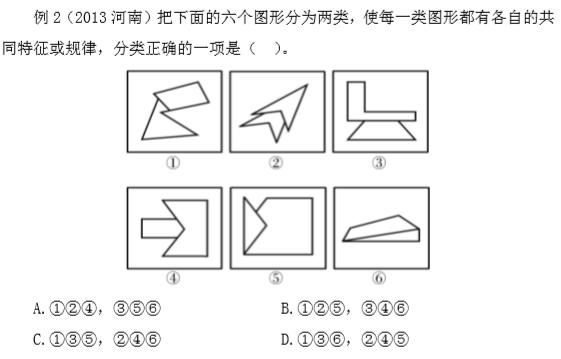 例 2（2013 河南）把下面的六个图形分为两类，使每一类图形都有各自的共
同特征或规律，分类正确的一项是（　）。
① ② ③
④ ⑤ ⑥
A.①②④，③⑤⑥ B.①②⑤，③④⑥
C.①③⑤，②④⑥ D.①③⑥，②④⑤